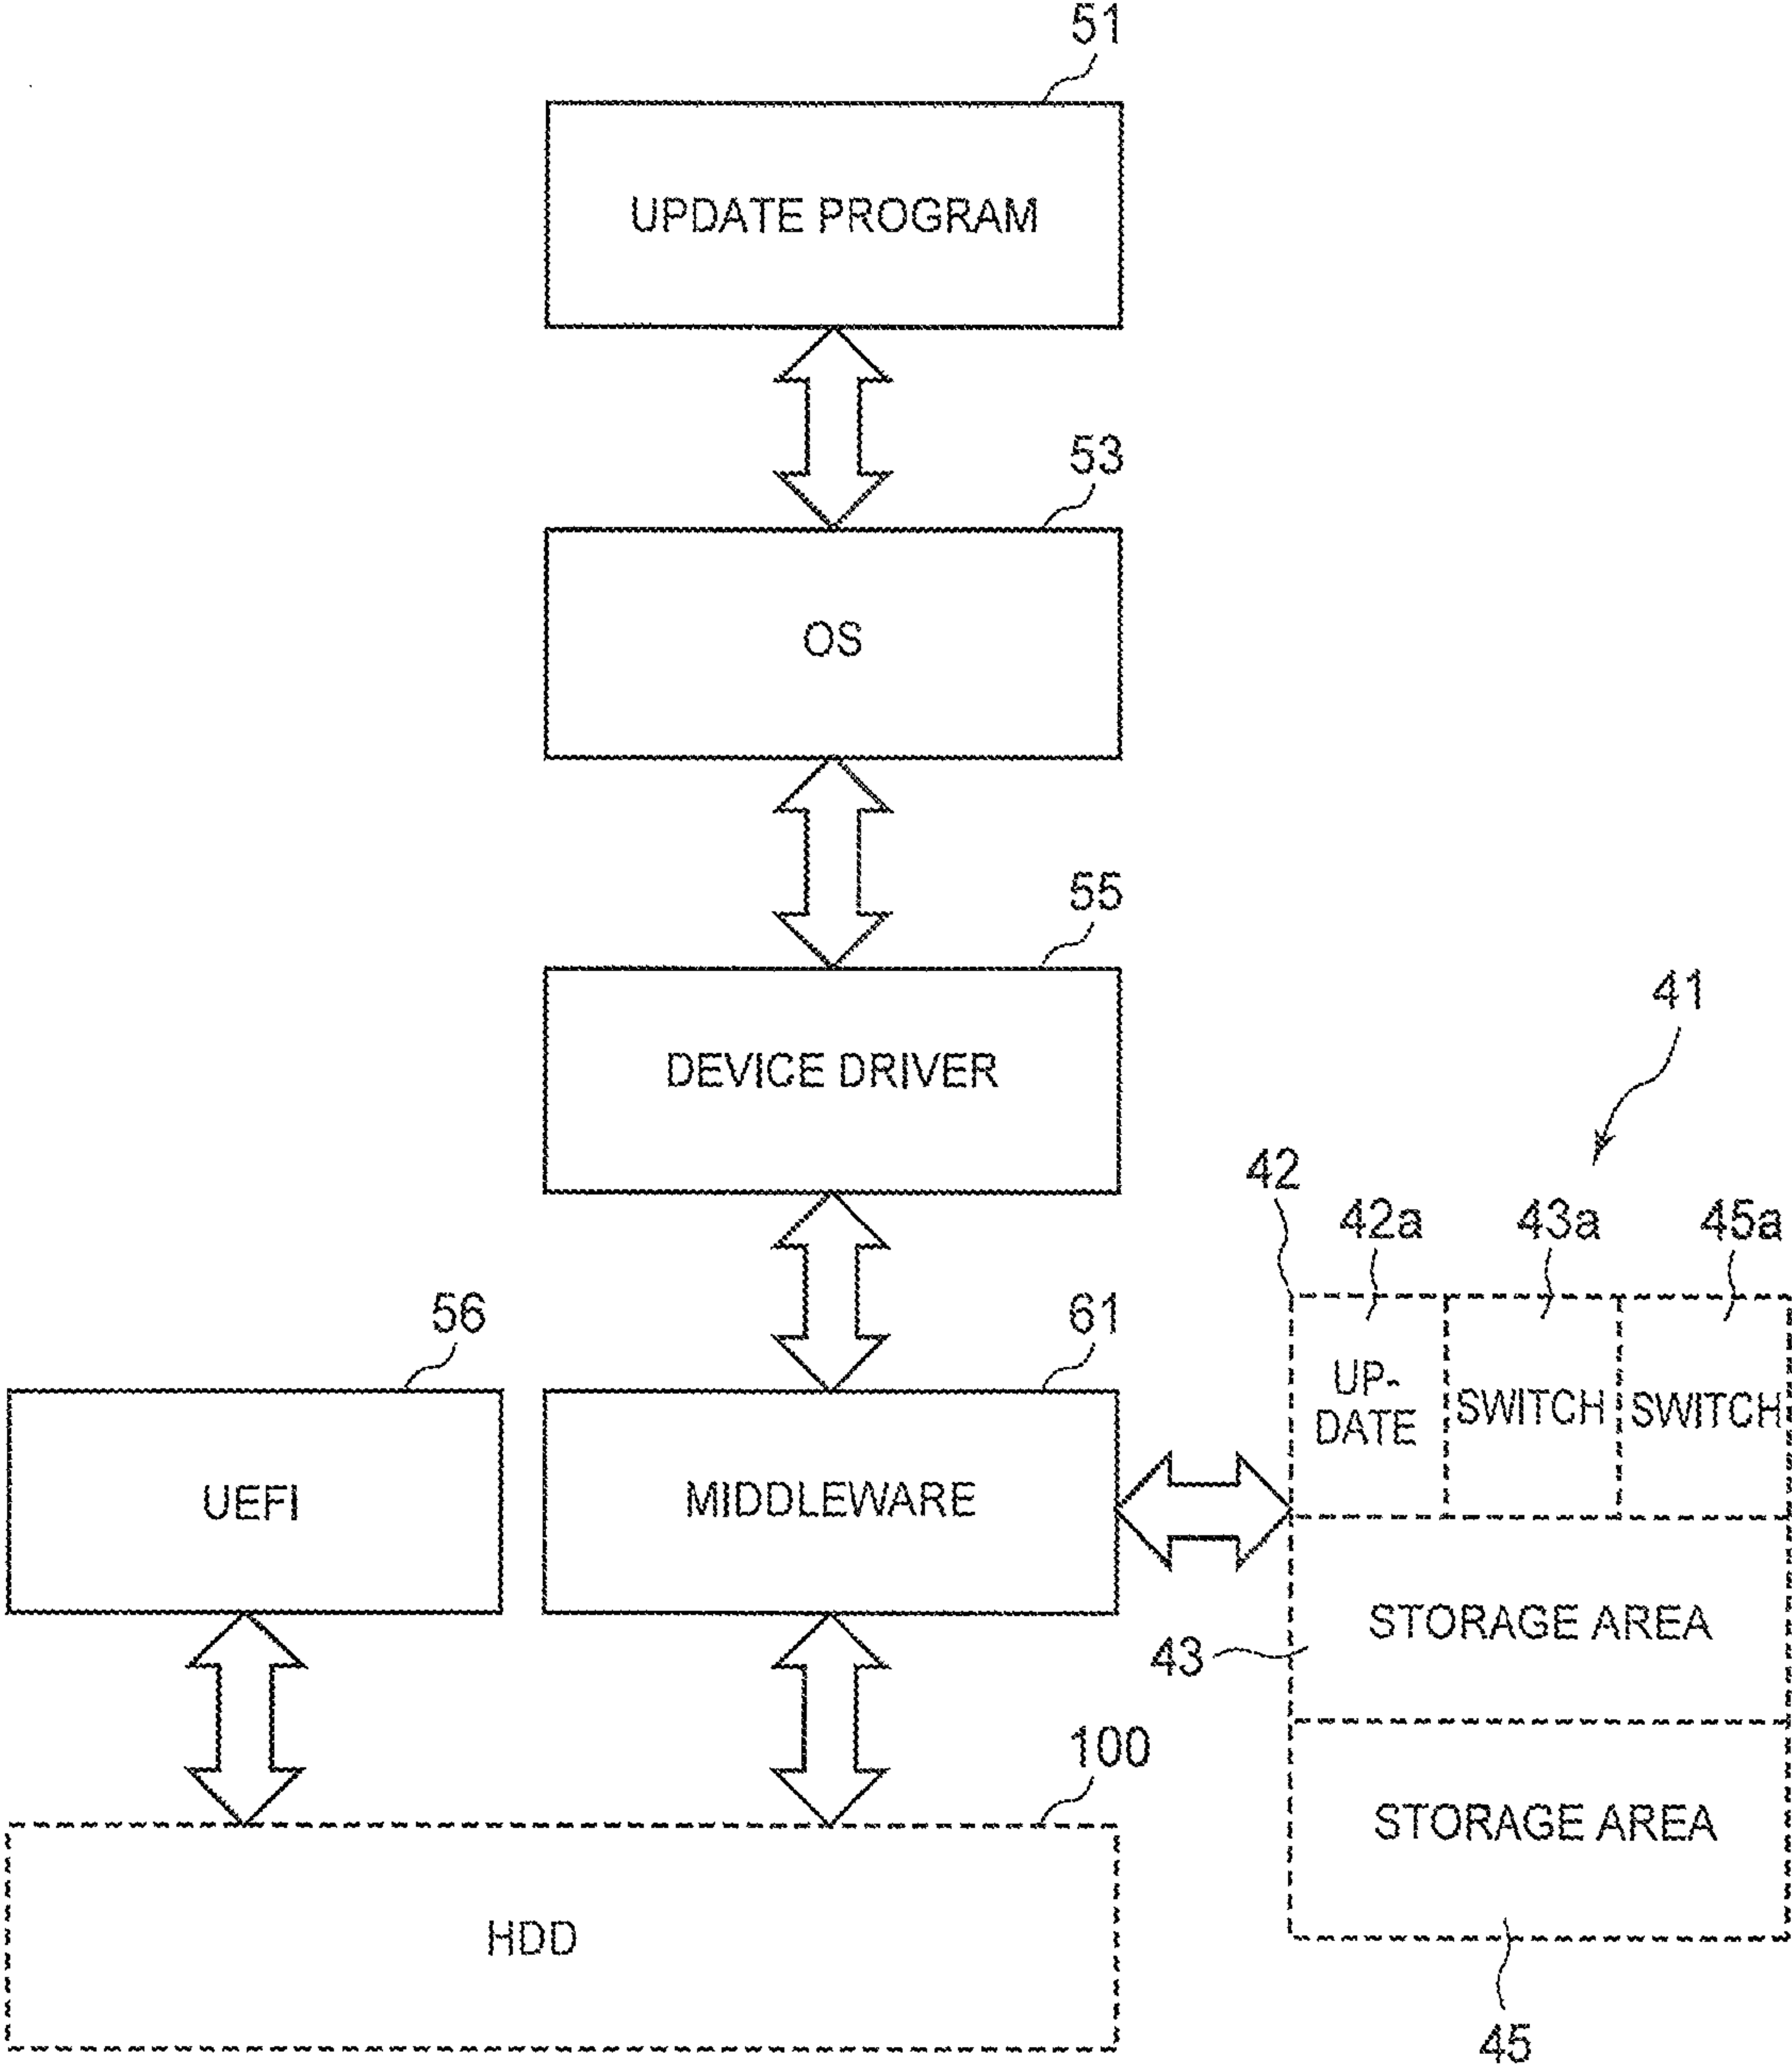 51
UPDATE PROGRAM
53
OS
55
DEVICE DRIVER
41
42
42a
43a
45a
56
61
UP-
DATE
SWITCH
SWITCH
UEFI
MIDDLEWARE
STORAGE AREA
43
100
STORAGE AREA
HDD
45